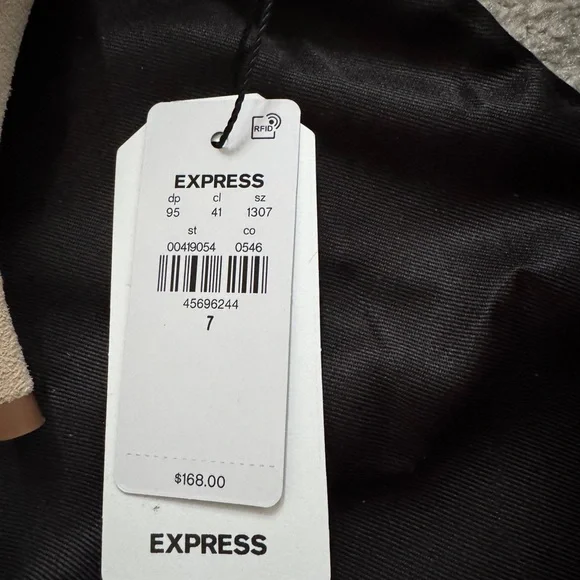 RFID
EXPRESS
dp cl sz
95 41 1307
st co
00419054 0546
45696244
7
$168.00
EXPRESS